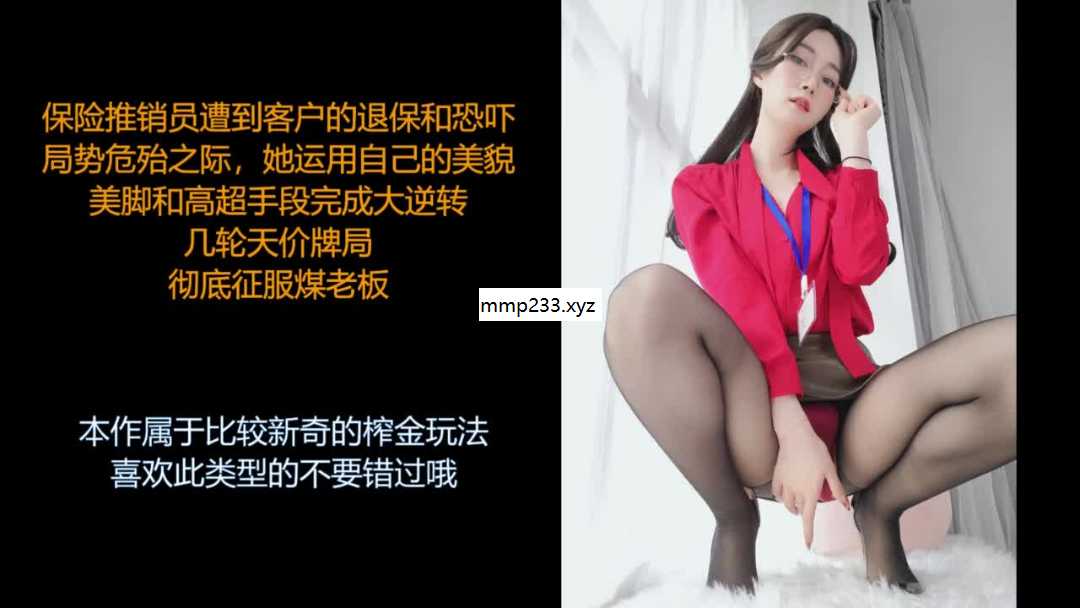 保险推销员遭到客户的退保和恐吓
局势危殆之际，她运用自己的美貌
美脚和高超手段完成大逆转
几轮天价牌局
彻底征服煤老板
mmp233.xyz
本作属于比较新奇的榨金玩法
喜欢此类型的不要错过哦